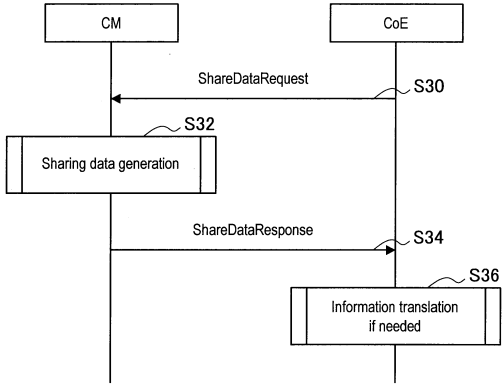 CM
CoE
ShareDataRequest
S30
S32
Sharing data generation
ShareDataResponse
S34
S36
Information translation
if needed